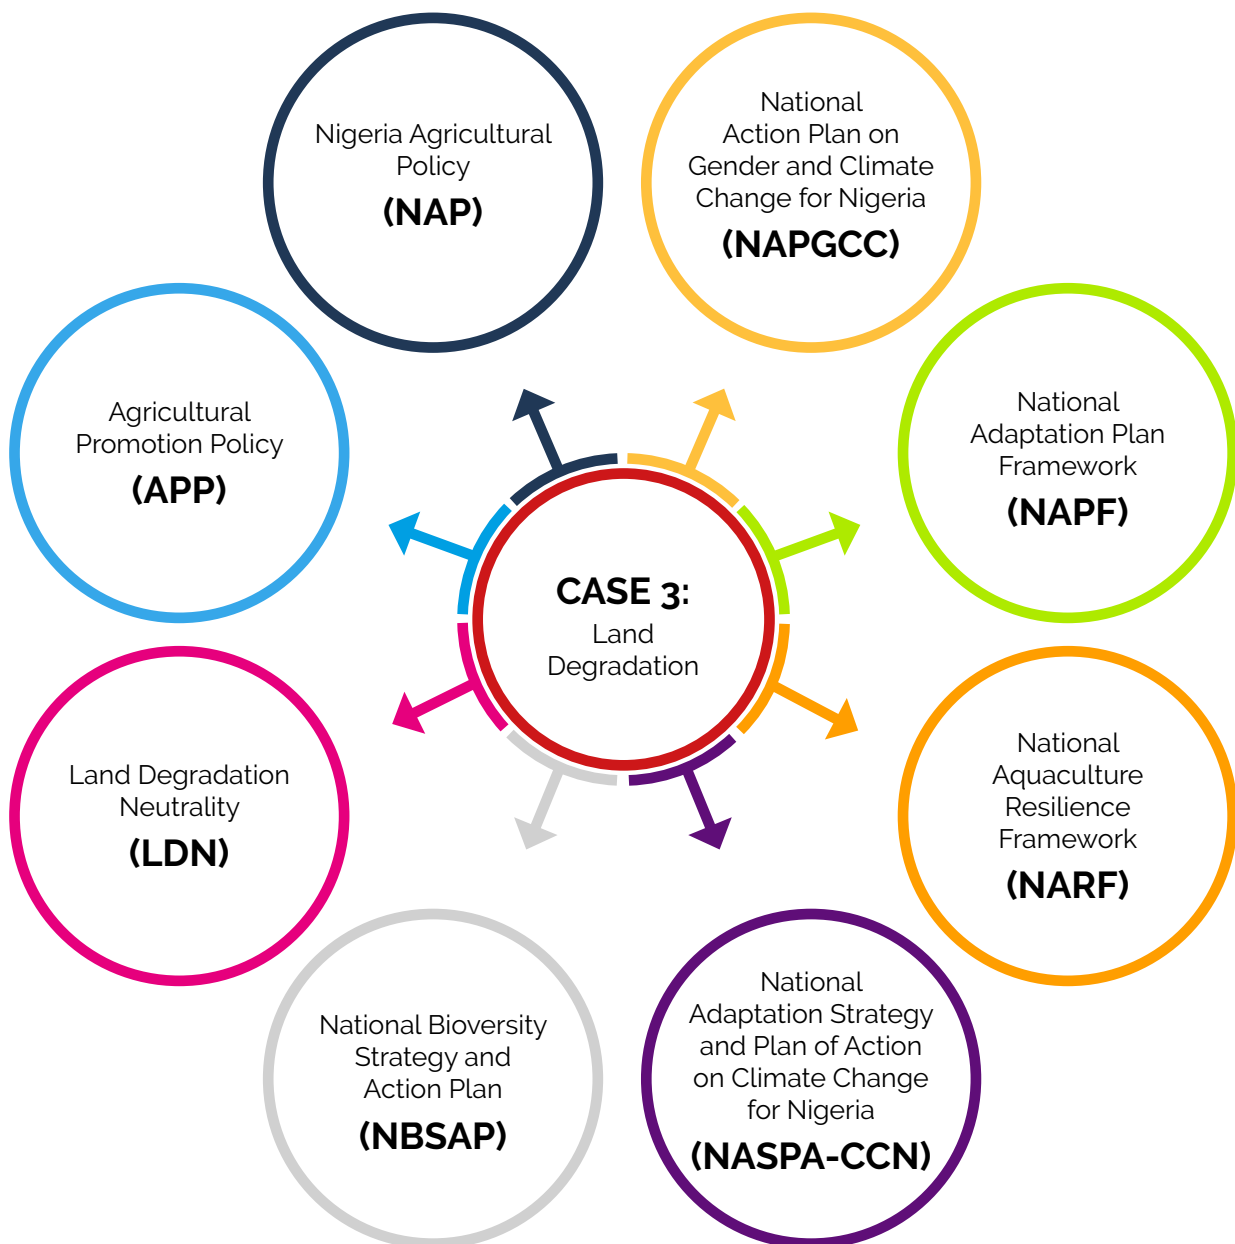 Nigeria Agricultural
Policy
(NAP)
National
Action Plan on
Gender and Climate
Change for Nigeria
(NAPGCC)
Agricultural
Promotion Policy
(APP)
National
Adaptation Plan
Framework
(NAPF)
CASE 3:
Land
Degradation
Land Degradation
Neutrality
(LDN)
National
Aquaculture
Resilience
Framework
(NARF)
National Bioversity
Strategy and
Action Plan
(NBSAP)
National
Adaptation Strategy
and Plan of Action
on Climate Change
for Nigeria
(NASPA-CCN)